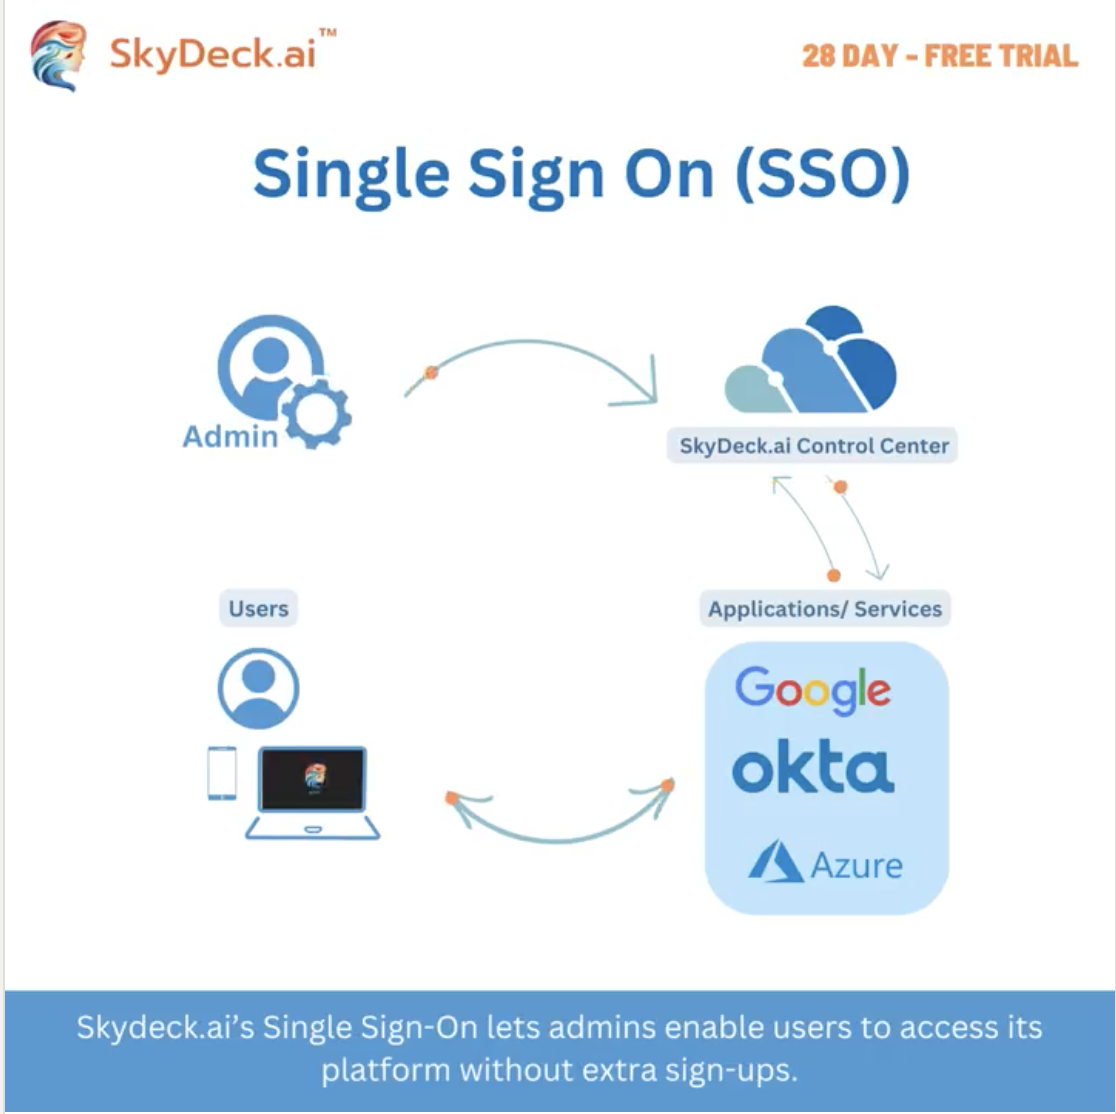 SkyDeck.ai™
28 DAY - FREE TRIAL
Single Sign On (SSO)
Admin
SkyDeck.ai Control Center
Users
Applications/ Services
Google
okta
Azure
Skydeck.ai’s Single Sign-On lets admins enable users to access its
platform without extra sign-ups.